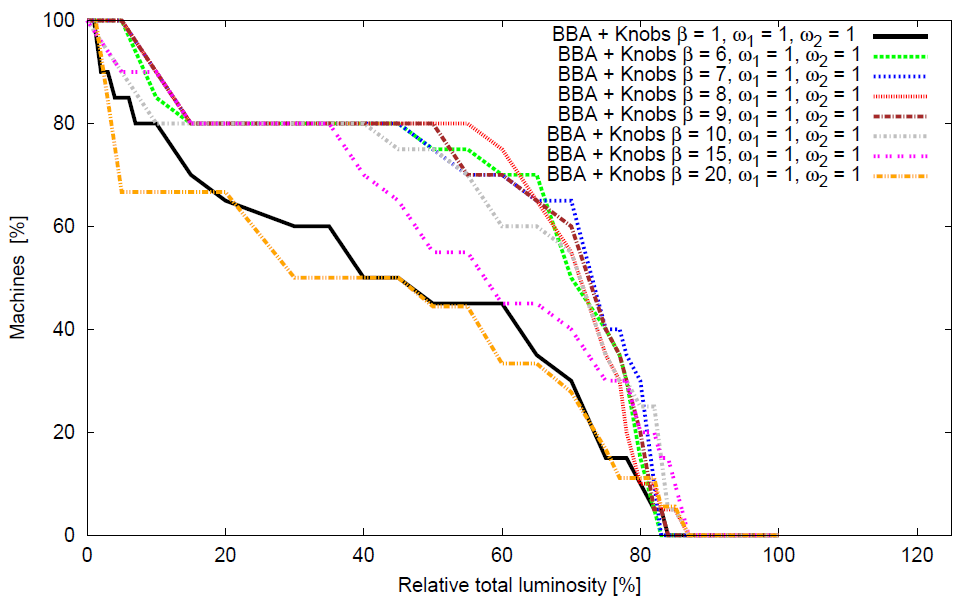 100
80
60
40
20
0
Machines [%]
BBA + Knobs β = 1, ω1 = 1, ω2 = 1
BBA + Knobs β = 6, ω1 = 1, ω2 = 1
BBA + Knobs β = 7, ω1 = 1, ω2 = 1
BBA + Knobs β = 8, ω1 = 1, ω2 = 1
BBA + Knobs β = 9, ω1 = 1, ω2 = 1
BBA + Knobs β = 10, ω1 = 1, ω2 = 1
BBA + Knobs β = 15, ω1 = 1, ω2 = 1
BBA + Knobs β = 20, ω1 = 1, ω2 = 1
0 20 40 60 80 100 120
Relative total luminosity [%]